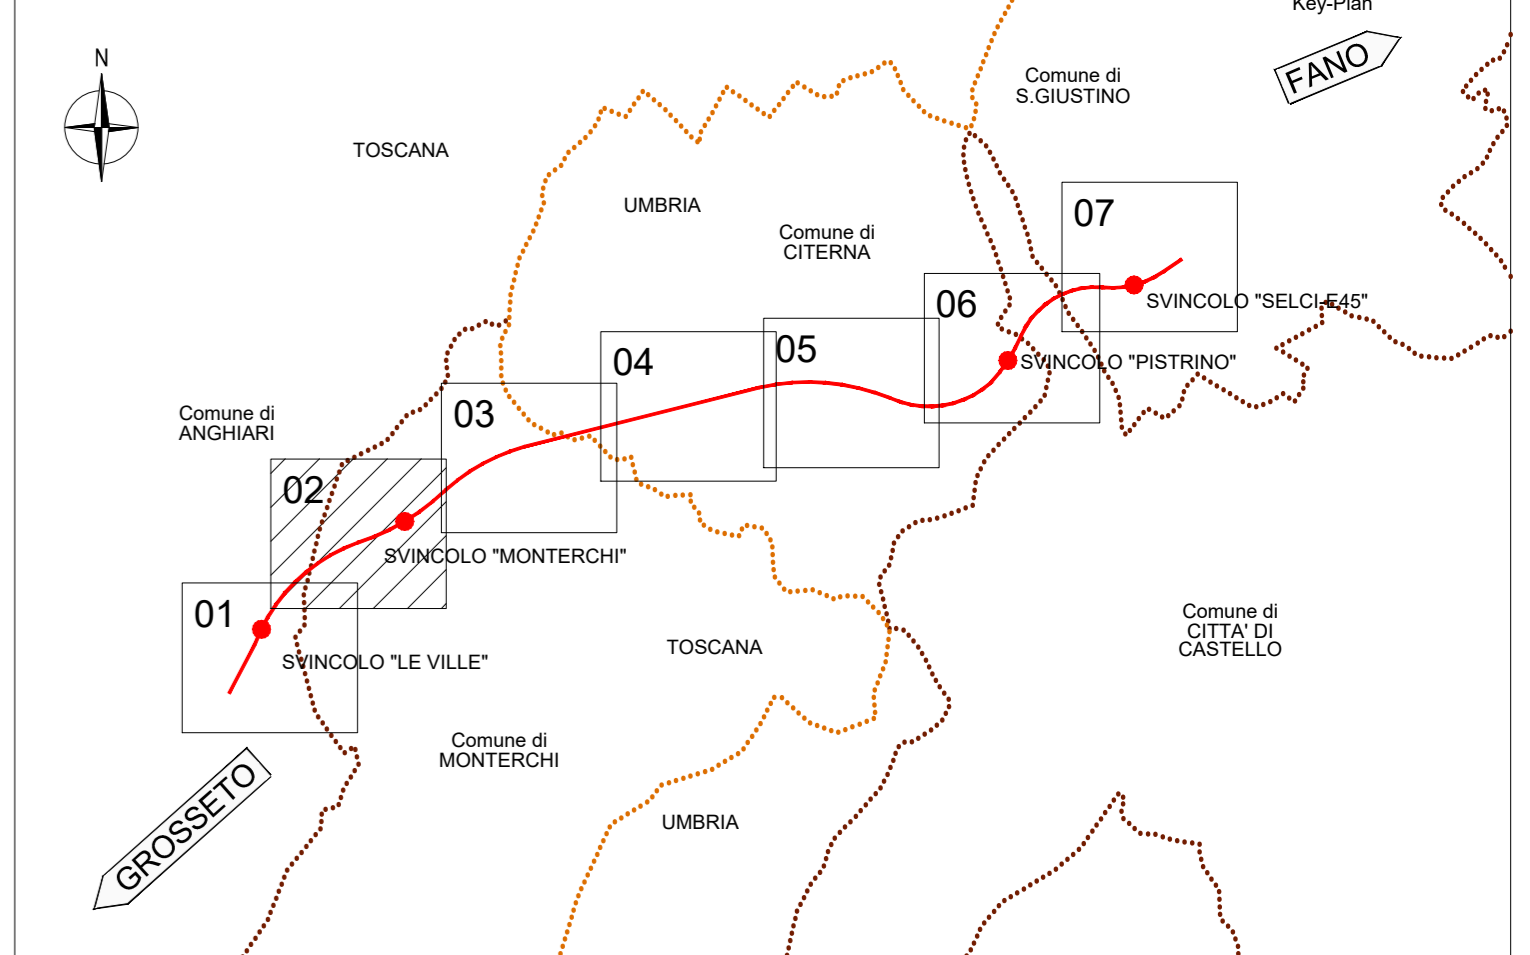 Key-Plan
N
FANO
Comune di
S.GIUSTINO
TOSCANA
UMBRIA
07
Comune di
CITERNA
06
SVINCOLO "SELCI-E45"
05
04
SVINCOLO "PISTRINO"
03
Comune di
ANGHIARI
02
SVINCOLO "MONTERCHI"
01
SVINCOLO "LE VILLE"
TOSCANA
Comune di
CITTA' DI
CASTELLO
Comune di
MONTERCHI
GROSSETO
UMBRIA